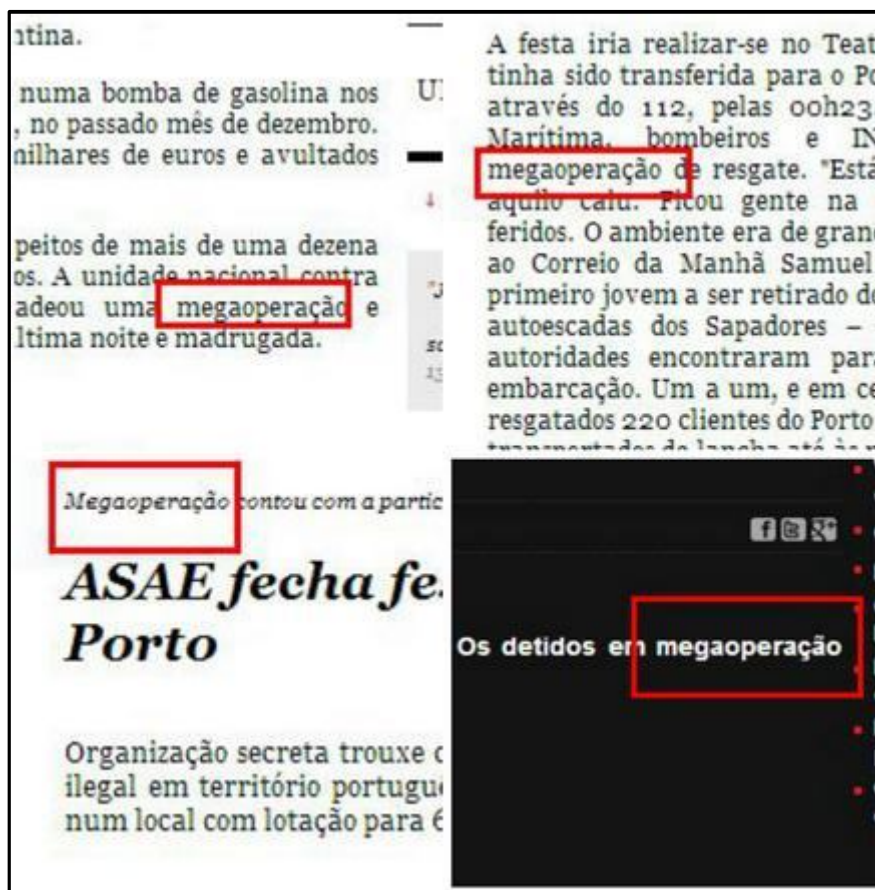 ntina.
numa bomba de gasolina nos
, no passado mês de dezembro.
milhares de euros e avultados
peitos de mais de uma dezena
os. A unidade nacional contra
adeou uma megaoperação e
ltima noite e madrugada.
A festa iria realizar-se no Teat
tinha sido transferida para o Po
através do 112, pelas 00h23.
Marítima, bombeiros e IN
megaoperação de resgate. "Está
aquilo caiu. Ficou gente na
feridos. O ambiente era de grand
ao Correio da Manhã Samuel
primeiro jovem a ser retirado do
autoescadas dos Sapadores –
autoridades encontraram para
embarcação. Um a um, e em ce
resgatados 220 clientes do Porto
Megaoperação contou com a partic
ASAE fecha fe
Porto
Organização secreta trouxe
ilegal em território portugu
num local com lotação para 6
Os detidos em megaoperação